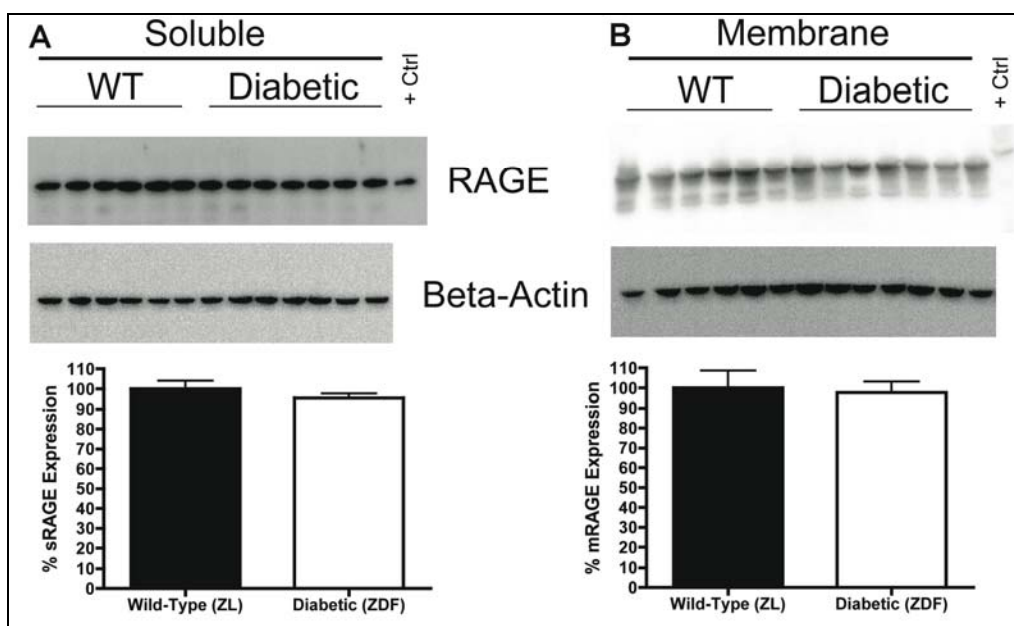 A Soluble
WT Diabetic + Ctrl
B Membrane
WT Diabetic + Ctrl
RAGE
Beta-Actin
% sRAGE Expression
110
100
90
80
70
60
50
40
30
20
10
0
Wild-Type (ZL) Diabetic (ZDF)
% mRAGE Expression
110
100
90
80
70
60
50
40
30
20
10
0
Wild-Type (ZL) Diabetic (ZDF)